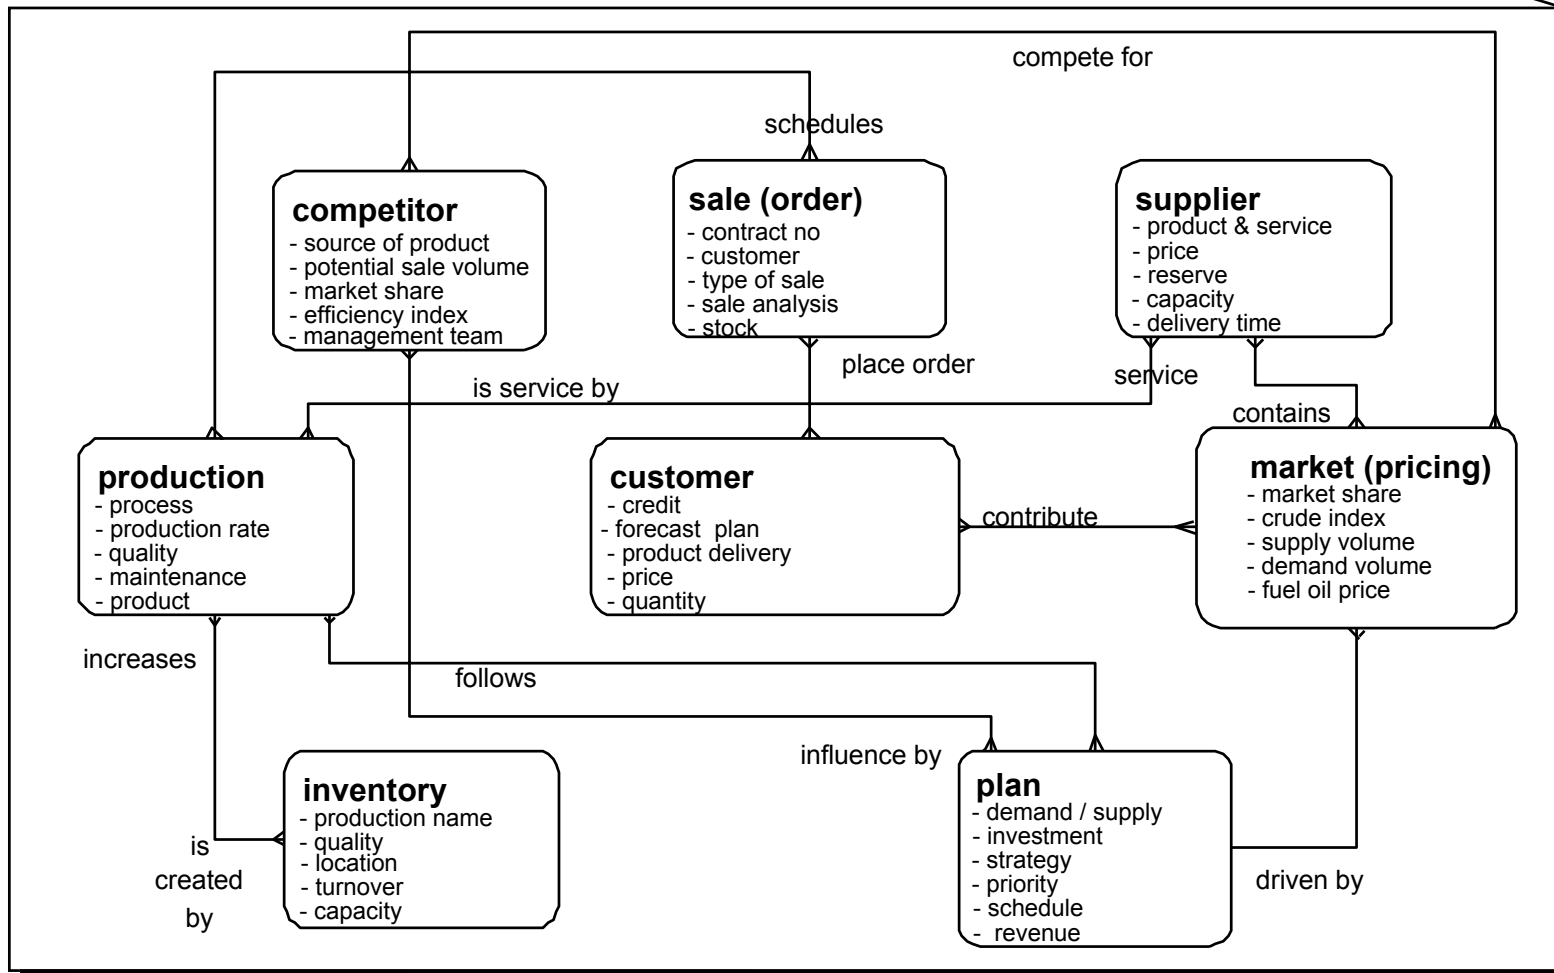 compete for
schedules
competitor
- source of product
- potential sale volume
- market share
- efficiency index
- management team
sale (order)
- contract no
- customer
- type of sale
- sale analysis
- stock
supplier
- product & service
- price
- reserve
- capacity
- delivery time
place order
service
is service by
contains
production
- process
- production rate
- quality
- maintenance
- product
customer
- credit
- forecast plan
- product delivery
- price
- quantity
contribute
market (pricing)
- market share
- crude index
- supply volume
- demand volume
- fuel oil price
increases
follows
influence by
inventory
- production name
- quality
- location
- turnover
- capacity
is
created
by
plan
- demand / supply
- investment
- strategy
- priority
- schedule
- revenue
driven by